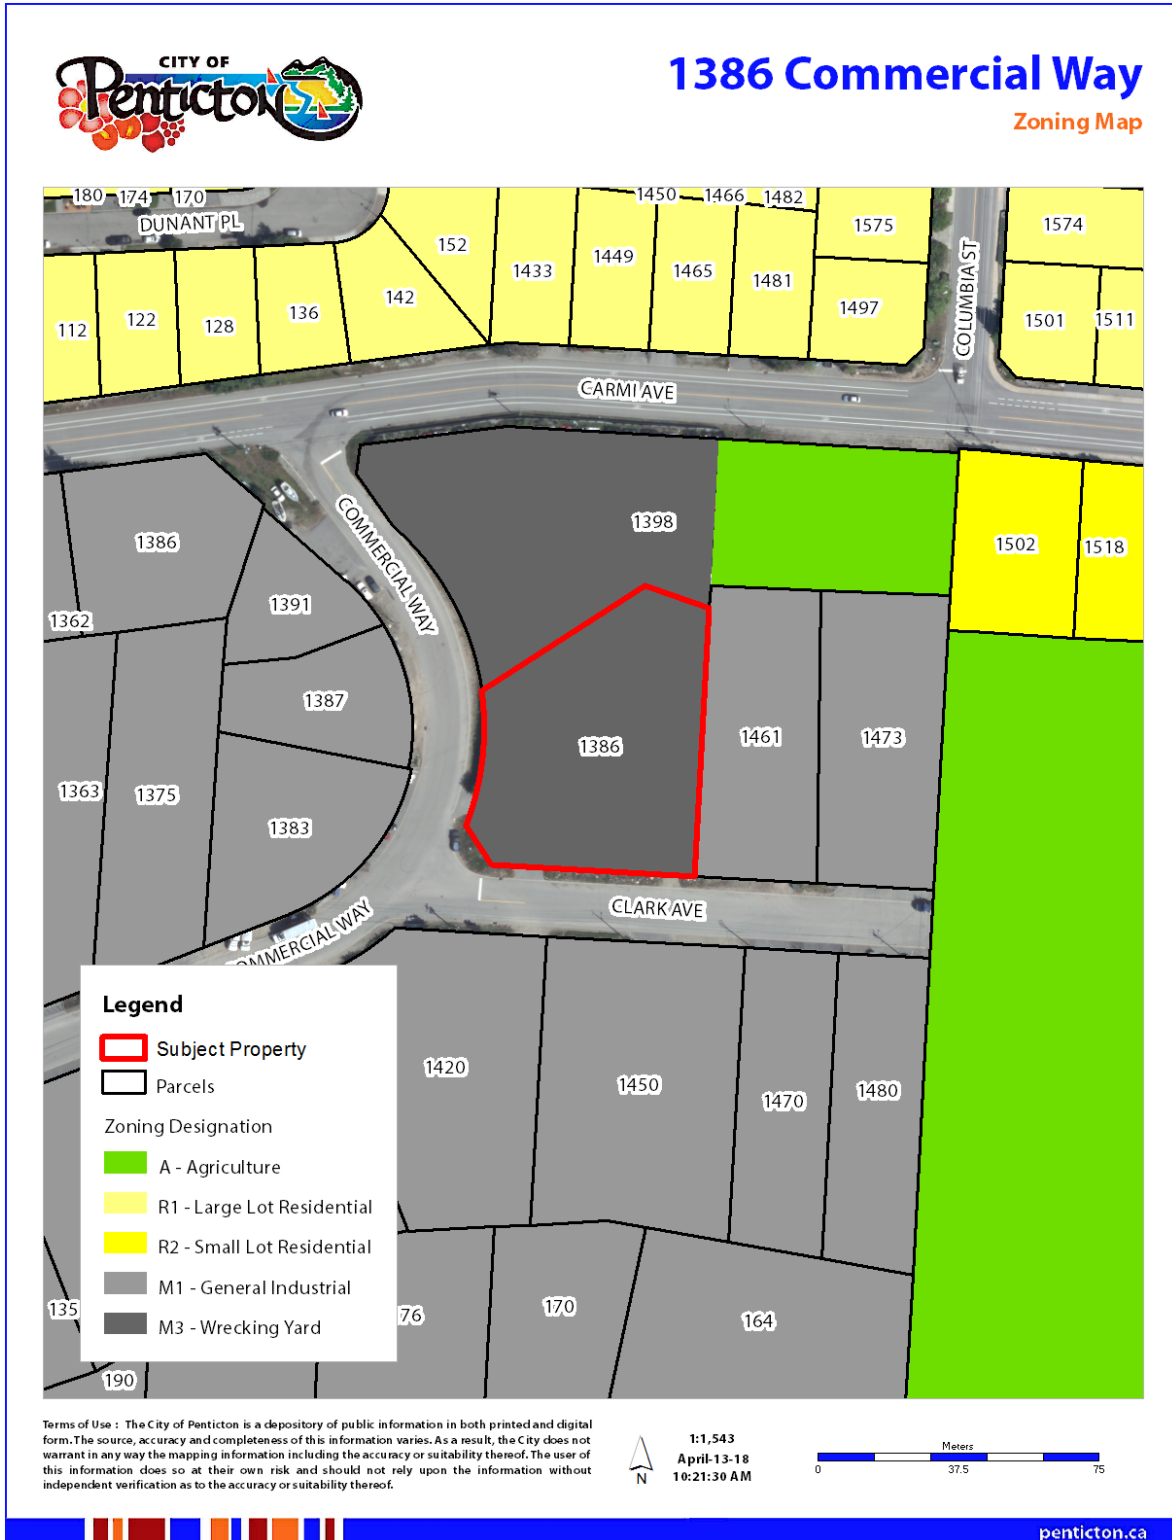 CITY OF
Penticton
1386 Commercial Way
Zoning Map
180 174 170
1450 1466 1482
DUNANT PL
152
1433
1449
1465
1481
1575
1574
COLUMBIA ST
112
122
128
136
142
1497
1501
1511
CARMI AVE
COMMERCIAL WAY
1398
1386
1391
1362
1387
1502
1518
1386
1461
1473
1363
1375
1383
CLARK AVE
OMMERCIAL WAY
Legend
Subject Property
Parcels
Zoning Designation
A - Agriculture
R1 - Large Lot Residential
R2 - Small Lot Residential
M1 - General Industrial
M3 - Wrecking Yard
1420
1450
1470
1480
135
76
170
164
190
Terms of Use : The City of Penticton is a depository of public information in both printed and digital
form. The source, accuracy and completeness of this information varies. As a result, the City does not
warrant in any way the mapping information including the accuracy or suitability thereof. The user of
this information does so at their own risk and should not rely upon the information without
independent verification as to the accuracy or suitability thereof.
N
1:1,543
April-13-18
10:21:30 AM
Meters
0 37.5 75
penticton.ca